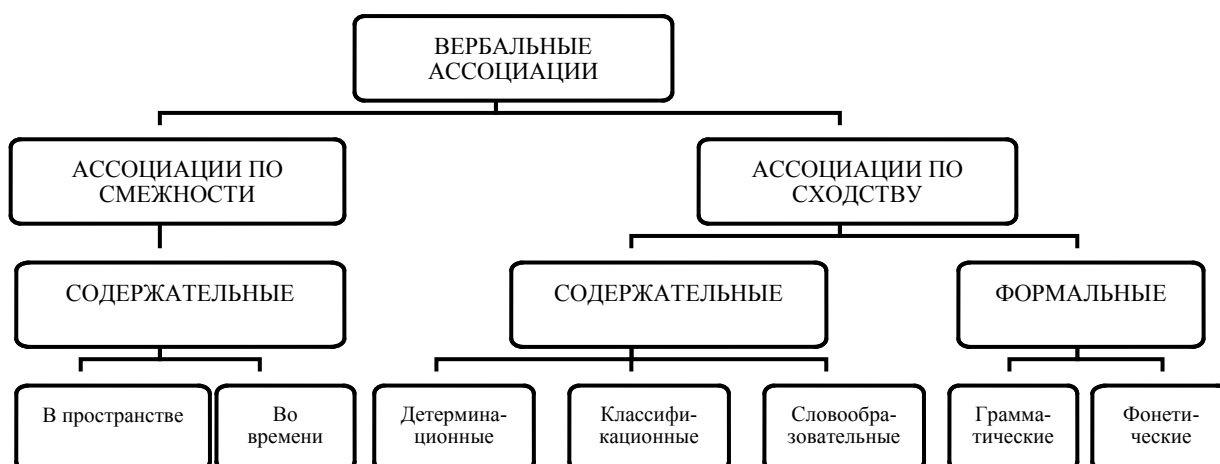 ВЕРБАЛЬНЫЕ
АССОЦИАЦИИ
АССОЦИАЦИИ ПО
СМЕЖНОСТИ
АССОЦИАЦИИ ПО
СХОДСТВУ
СОДЕРЖАТЕЛЬНЫЕ
СОДЕРЖАТЕЛЬНЫЕ
ФОРМАЛЬНЫЕ
В пространстве
Во
времени
Детермина-
ционные
Классифи-
кационные
Словообра-
зовательные
Грамма-
тические
Фонети-
ческие